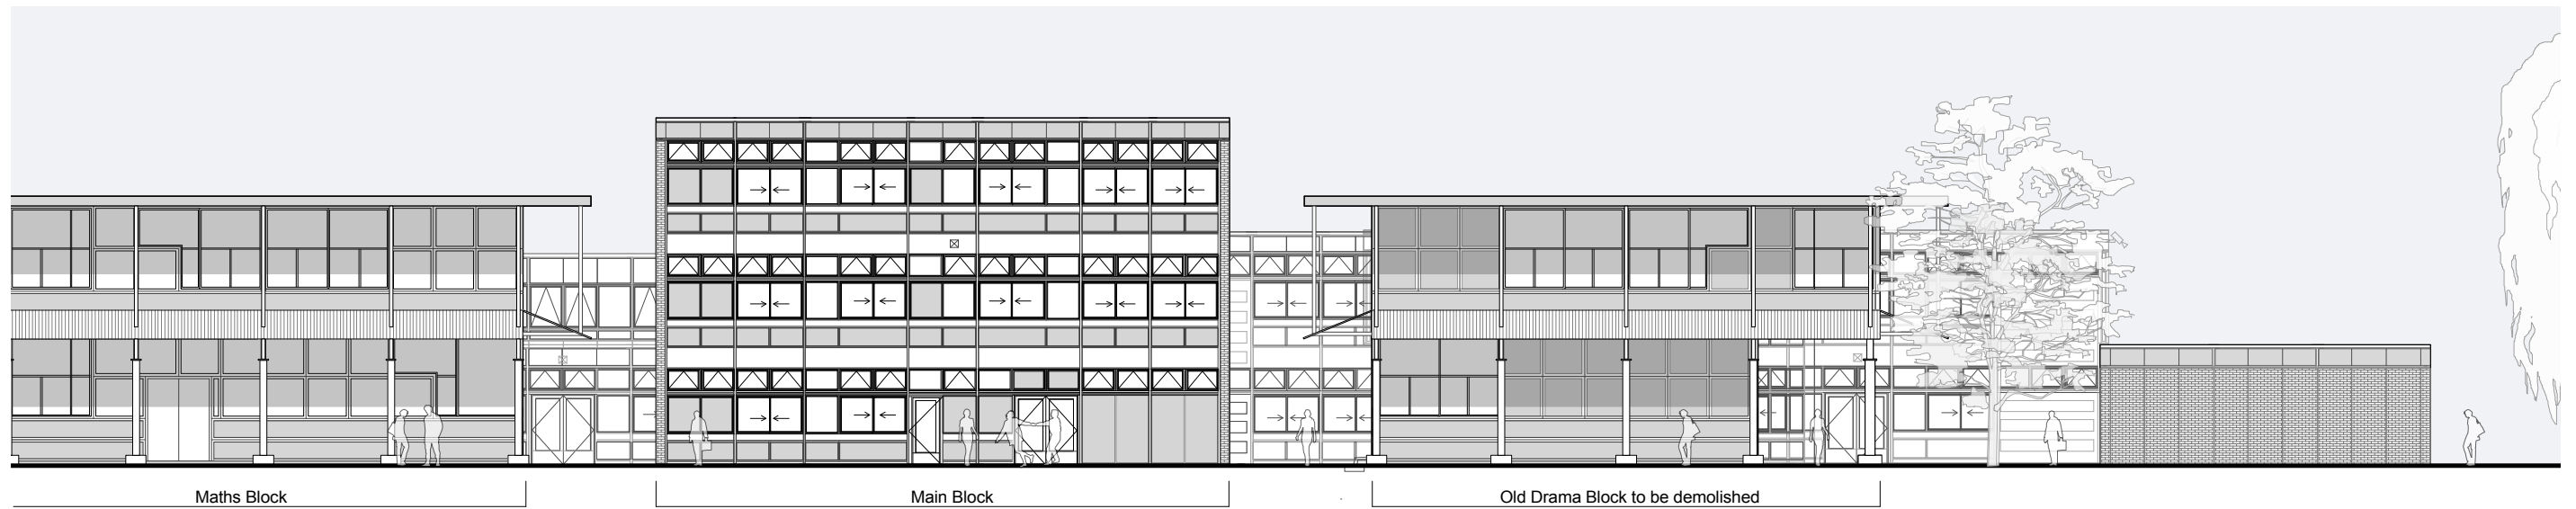 Maths Block
Main Block
Old Drama Block to be demolished